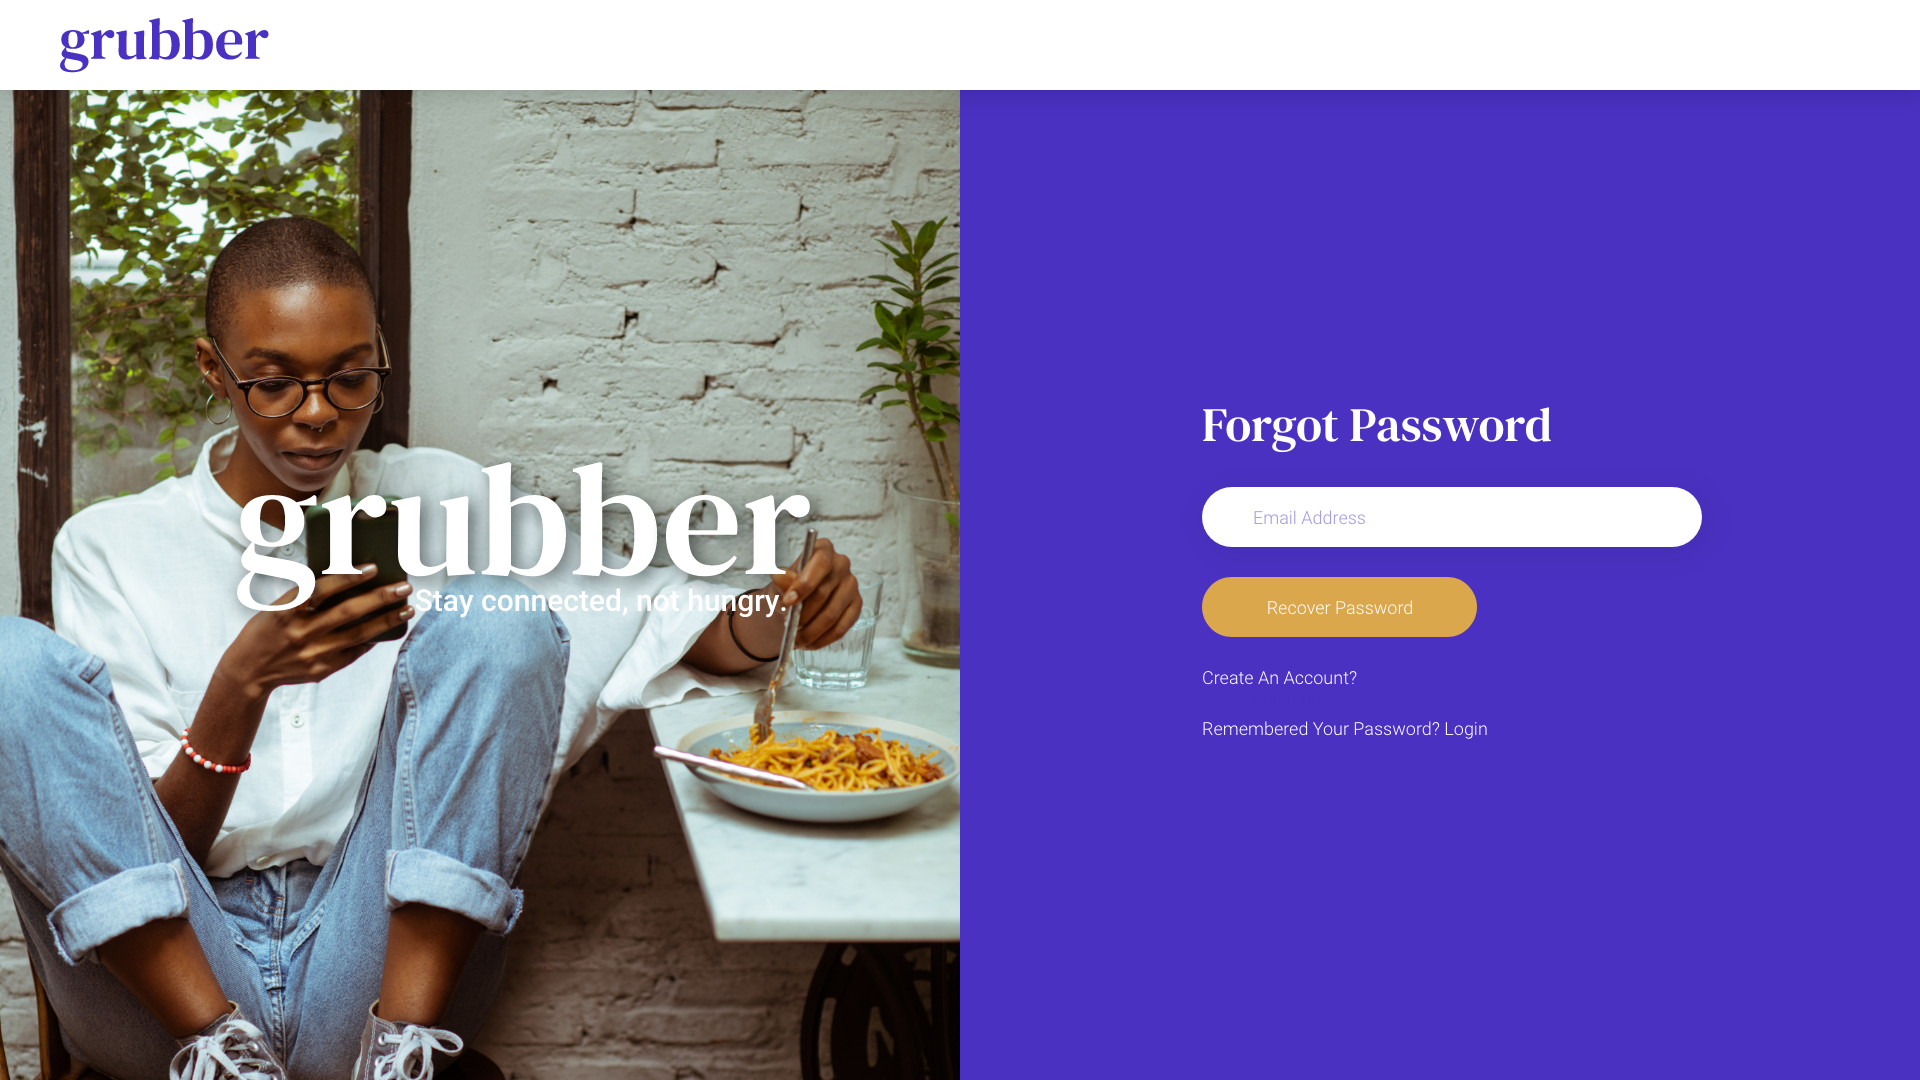 grubber
grubber
Stay connected, not hungry.
Forgot Password
Email Address
Recover Password
Create An Account?
Remembered Your Password? Login